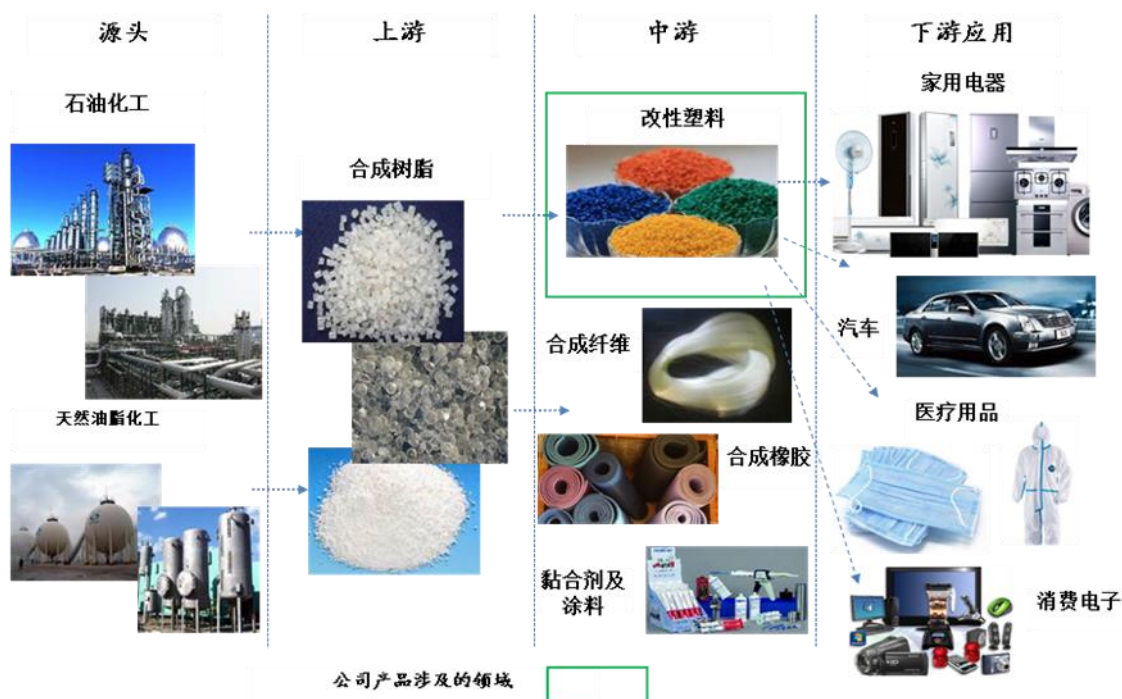 源头
上游
中游
下游应用
石油化工
天然油脂化工
合成树脂
改性塑料
合成纤维
合成橡胶
黏合剂及
涂料
家用电器
汽车
医疗用品
消费电子
公司产品涉及的领域